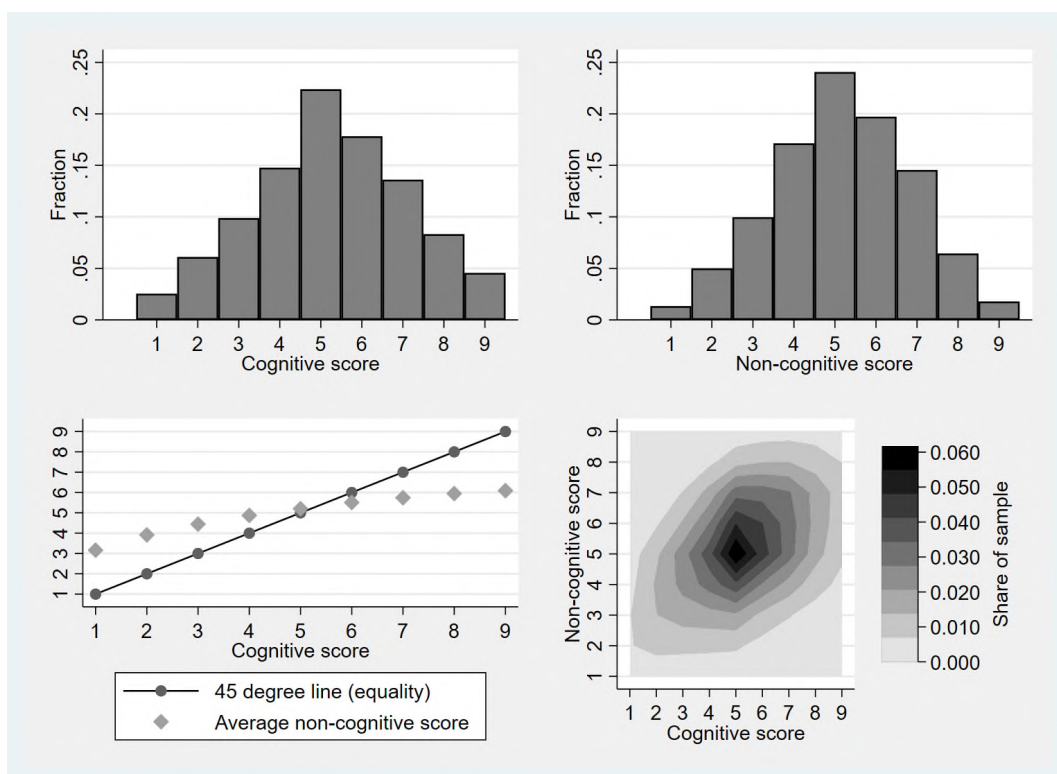 .25
.2
.15
.1
.05
0
Fraction
1 2 3 4 5 6 7 8 9
Cognitive score
.25
.2
.15
.1
.05
0
Fraction
1 2 3 4 5 6 7 8 9
Non-cognitive score
9
8
7
6
5
4
3
2
1
1 2 3 4 5 6 7 8 9
Cognitive score
45 degree line (equality)
Average non-cognitive score
9
8
7
6
5
4
3
2
1
Non-cognitive score
1 2 3 4 5 6 7 8 9
Cognitive score
0.060
0.050
0.040
0.030
0.020
0.010
0.000
Share of sample